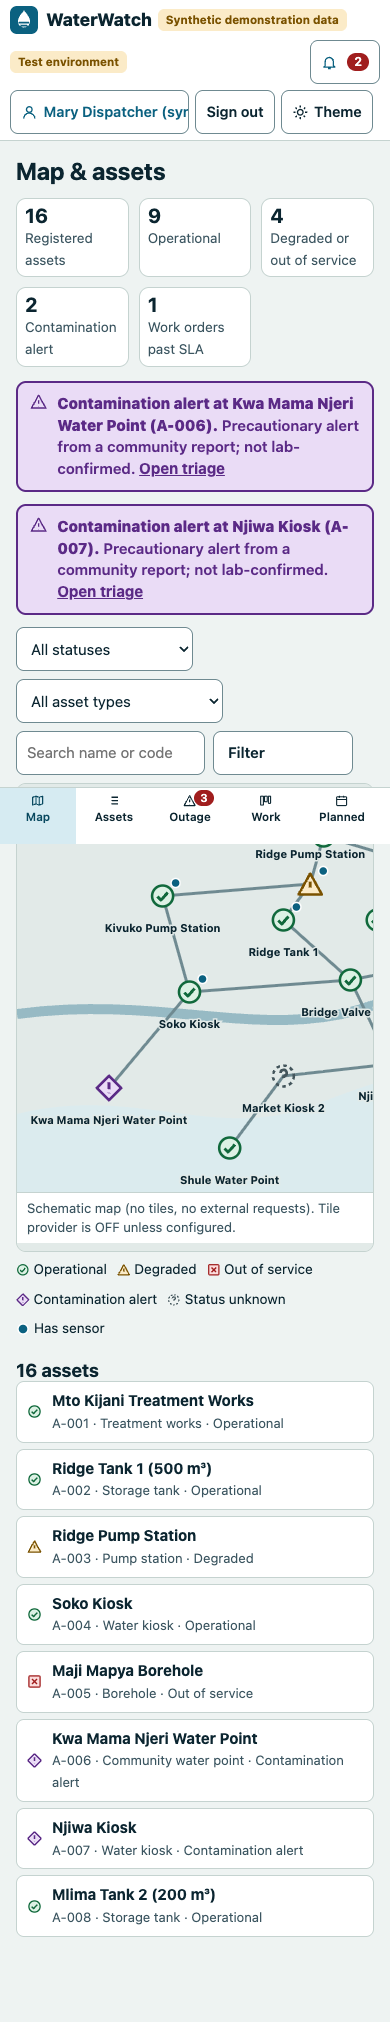 WaterWatch
Synthetic demonstration data
Test environment
2
Mary Dispatcher (syr
Sign out
Theme
Map & assets
16
Registered
assets
9
Operational
4
Degraded or
out of service
2
Contamination
alert
1
Work orders
past SLA
Contamination alert at Kwa Mama Njeri
Water Point (A-006). Precautionary alert
from a community report; not lab-
confirmed. Open triage
Contamination alert at Njiwa Kiosk (A-
007). Precautionary alert from a
community report; not lab-confirmed.
Open triage
All statuses
All asset types
Search name or code
Filter
Map
Assets
3
Outage
Work
Planned
Ridge Pump Station
Kivuko Pump Station
Ridge Tank 1
Soko Kiosk
Bridge Valve
Nji
Market Kiosk 2
Kwa Mama Njeri Water Point
Shule Water Point
Schematic map (no tiles, no external requests). Tile
provider is OFF unless configured.
Operational
Degraded
Out of service
Contamination alert
Status unknown
Has sensor
16 assets
Mto Kijani Treatment Works
A-001 · Treatment works · Operational
Ridge Tank 1 (500 m³)
A-002 · Storage tank · Operational
Ridge Pump Station
A-003 · Pump station · Degraded
Soko Kiosk
A-004 · Water kiosk · Operational
Maji Mapya Borehole
A-005 · Borehole · Out of service
Kwa Mama Njeri Water Point
A-006 · Community water point · Contamination
alert
Njiwa Kiosk
A-007 · Water kiosk · Contamination alert
Mlima Tank 2 (200 m³)
A-008 · Storage tank · Operational